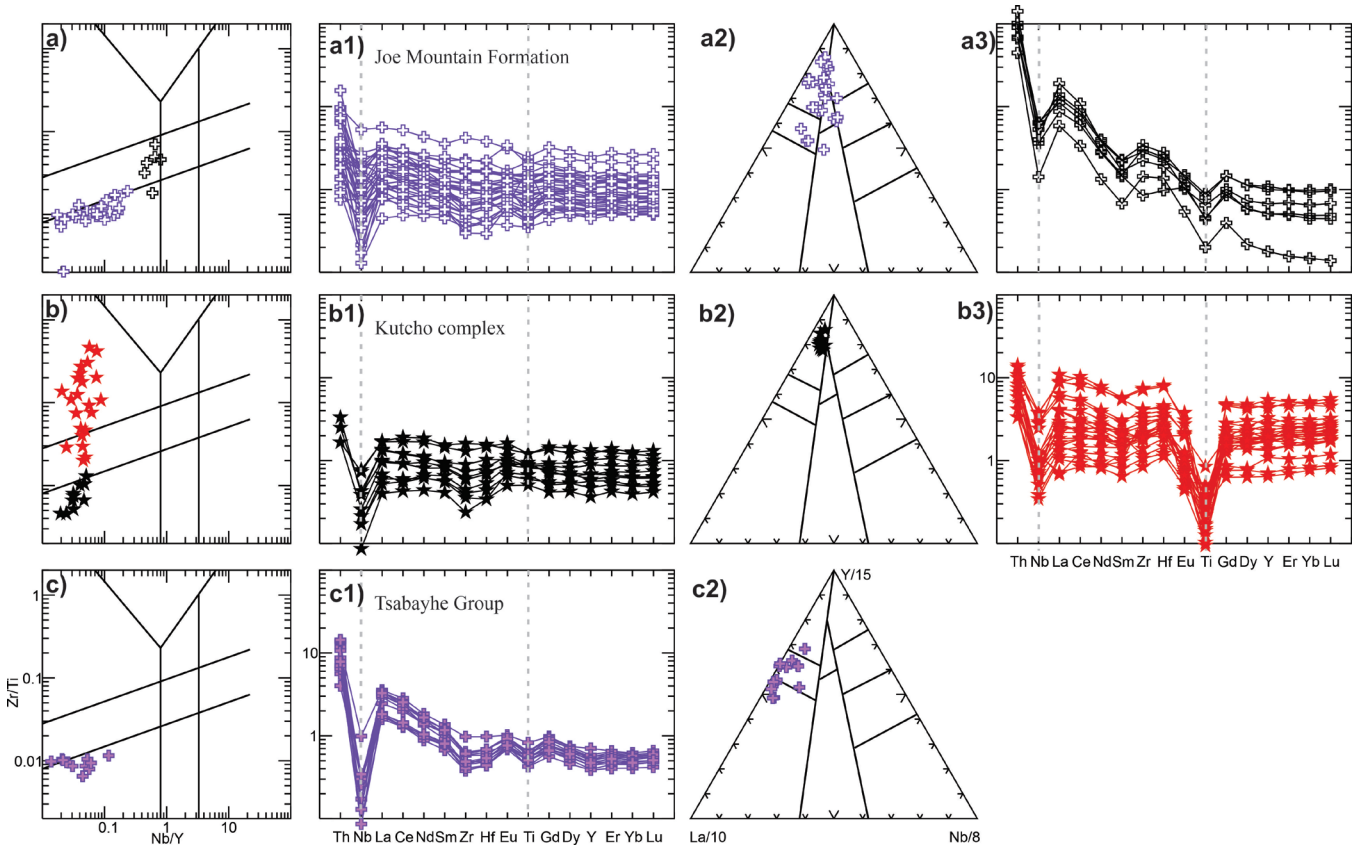 a)
a1)
Joe Mountain Formation
a2)
a3)
b)
b1)
Kutcho complex
b2)
b3)
10
1
Th Nb La Ce Nd Sm Zr Hf Eu Ti Gd Dy Y Er Yb Lu
c)
c1)
Tsabayhe Group
Y/15
c2)
1
0.1
0.01
Zr/Ti
10
1
0.1
1
10
Nb/Y
Th Nb La Ce Nd Sm Zr Hf Eu Ti Gd Dy Y Er Yb Lu
La/10
Nb/8